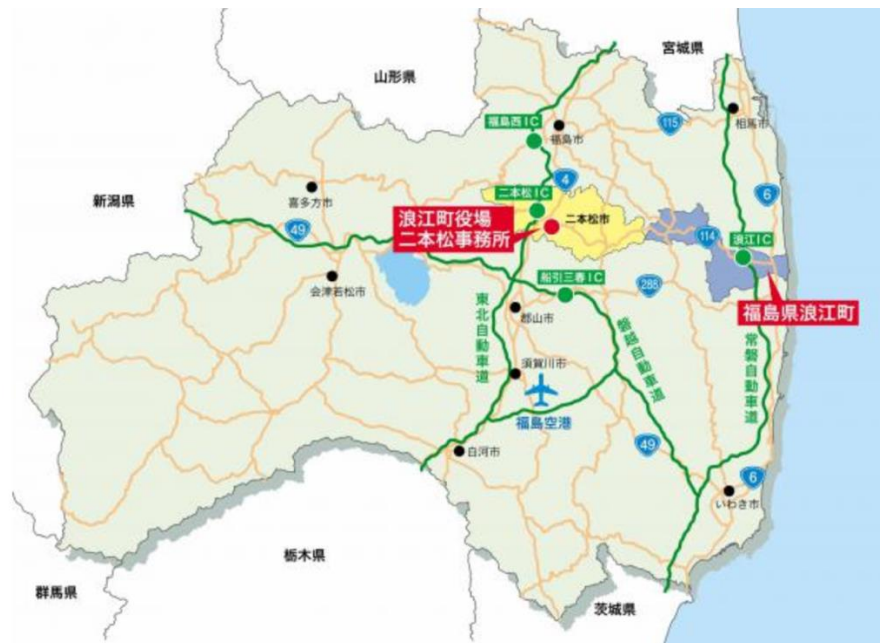 宮城県
山形県
相馬市
福島西IC
115
福島市
4
喜多方市
二本松IC
6
新潟県
浪江町役場
二本松事務所
二本松市
49
114
浪江IC
会津若松市
船引三春IC
288
福島県浪江町
東北自動車道
郡山市
磐越自動車道
常磐自動車道
須賀川市
福島空港
49
白河市
6
いわき市
栃木県
群馬県
茨城県